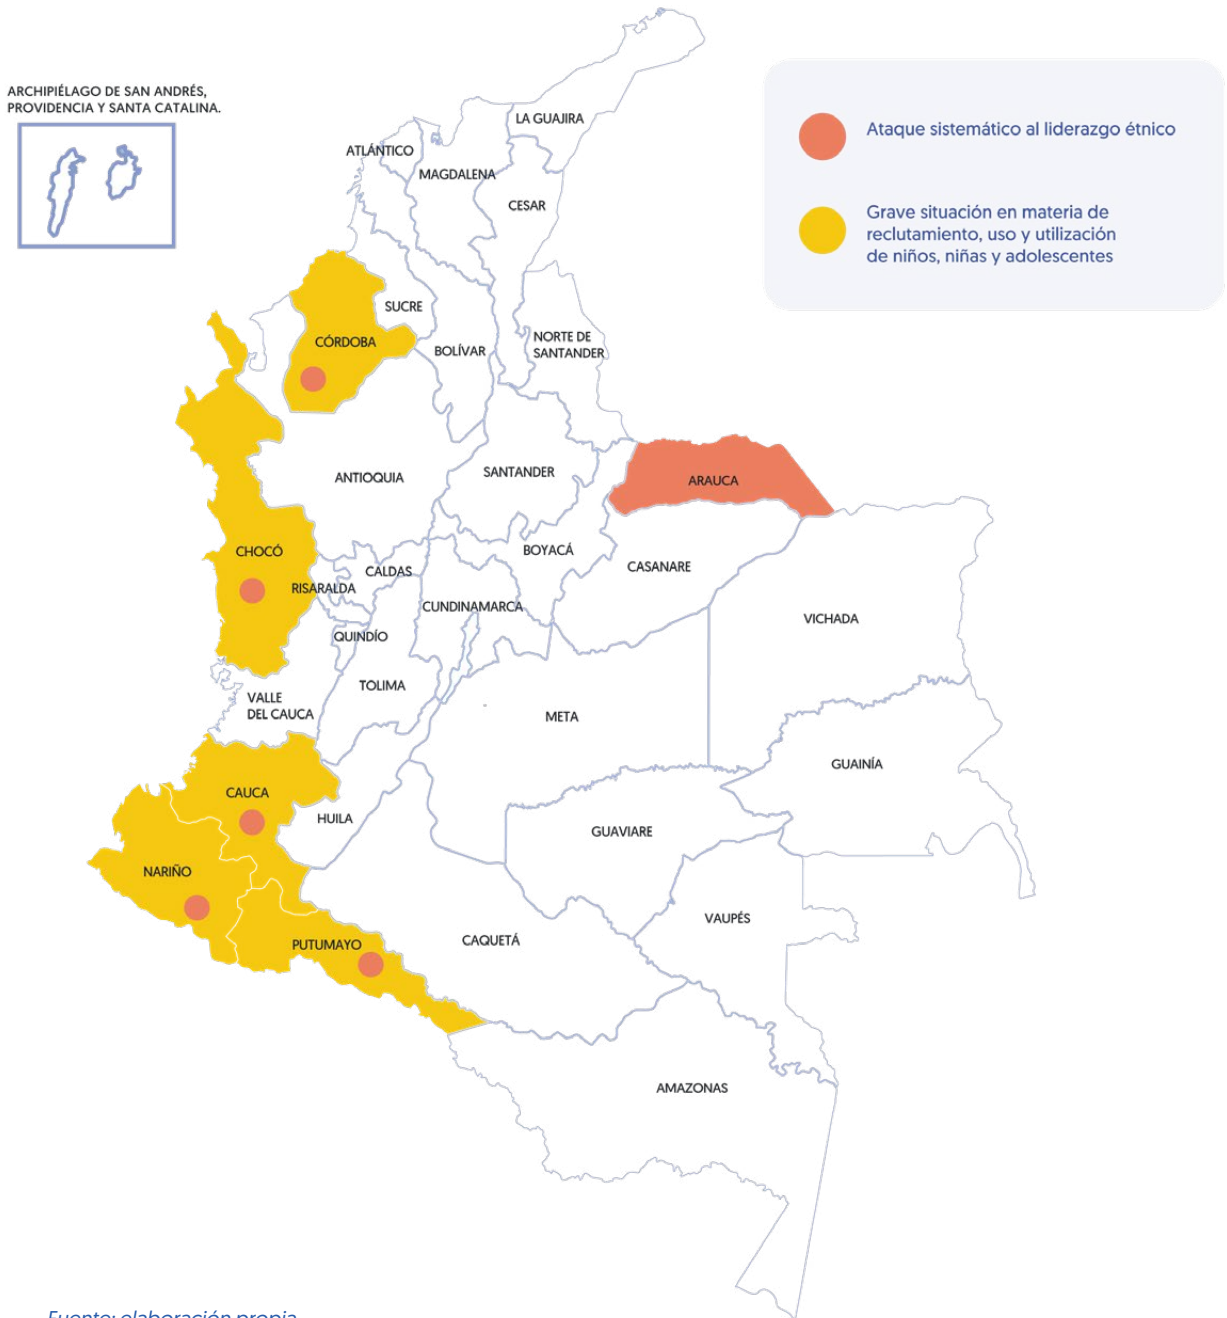 ARCHIPIÉLAGO DE SAN ANDRÉS,
PROVIDENCIA Y SANTA CATALINA.
Ataque sistemático al liderazgo étnico
Grave situación en materia de
reclutamiento, uso y utilización
de niños, niñas y adolescentes
LA GUAJIRA
ATLÁNTICO
MAGDALENA
CESAR
SUCRE
CÓRDOBA
BOLÍVAR
NORTE DE
SANTANDER
ANTIOQUIA
SANTANDER
ARAUCA
CHOCÓ
BOYACÁ
CASANARE
CALDAS
RISARALDA
CUNDINAMARCA
VICHADA
QUINDÍO
TOLIMA
VALLE
DEL CAUCA
META
GUAINÍA
CAUCA
HUILA
GUAVIARE
NARIÑO
VAUPÉS
PUTUMAYO
CAQUETÁ
AMAZONAS
Fuente: elaboración propia